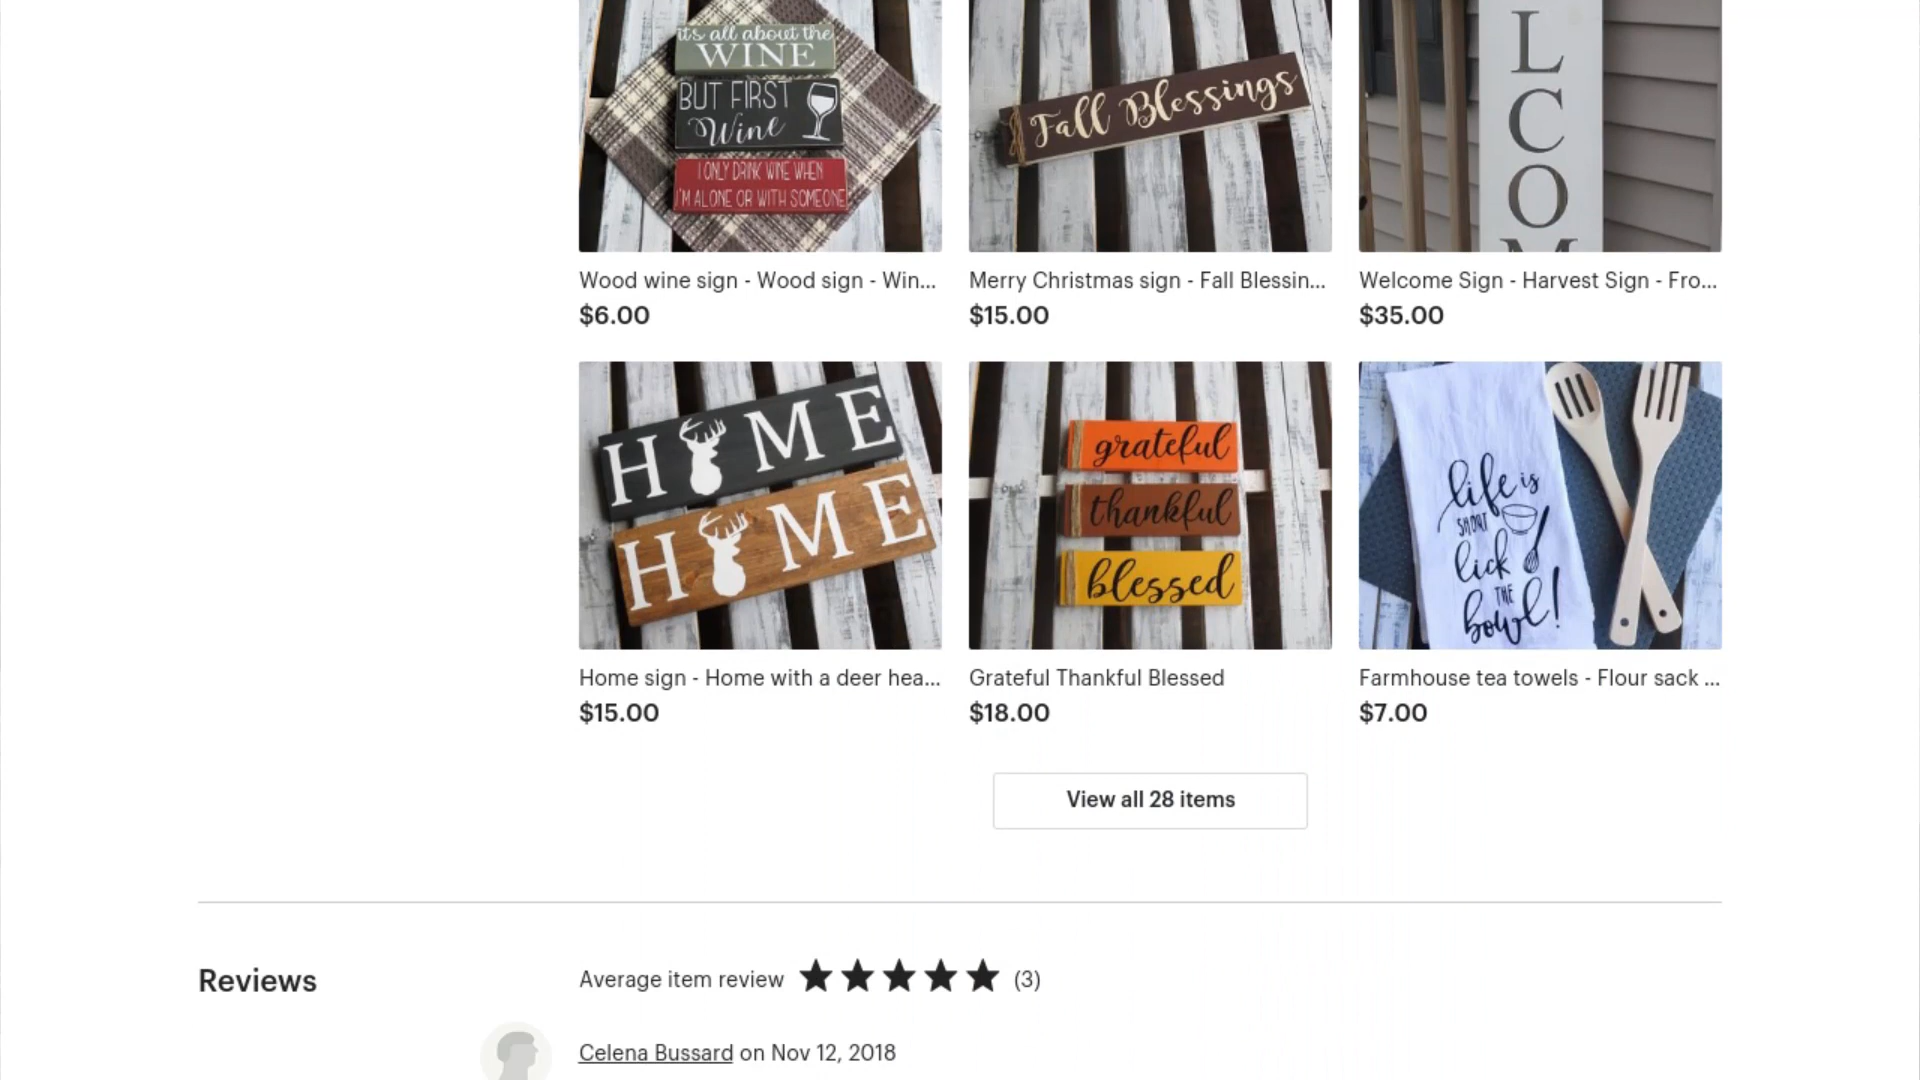 it's all about the
WINE
BUT FIRST
Wine
I ONLY DRINK WINE WHEN
I'M ALONE OR WITH SOMEONE
Fall Blessings
L
C
O
M
Wood wine sign - Wood sign - Win...
$6.00
Merry Christmas sign - Fall Blessin...
$15.00
Welcome Sign - Harvest Sign - Fro...
$35.00
H ME
H ME
grateful
thankful
blessed
life is
SHORT
lick
THE
bowl!
Home sign - Home with a deer hea...
$15.00
Grateful Thankful Blessed
$18.00
Farmhouse tea towels - Flour sack ...
$7.00
View all 28 items
Reviews
Average item review ★★★★★ (3)
Celena Bussard on Nov 12, 2018